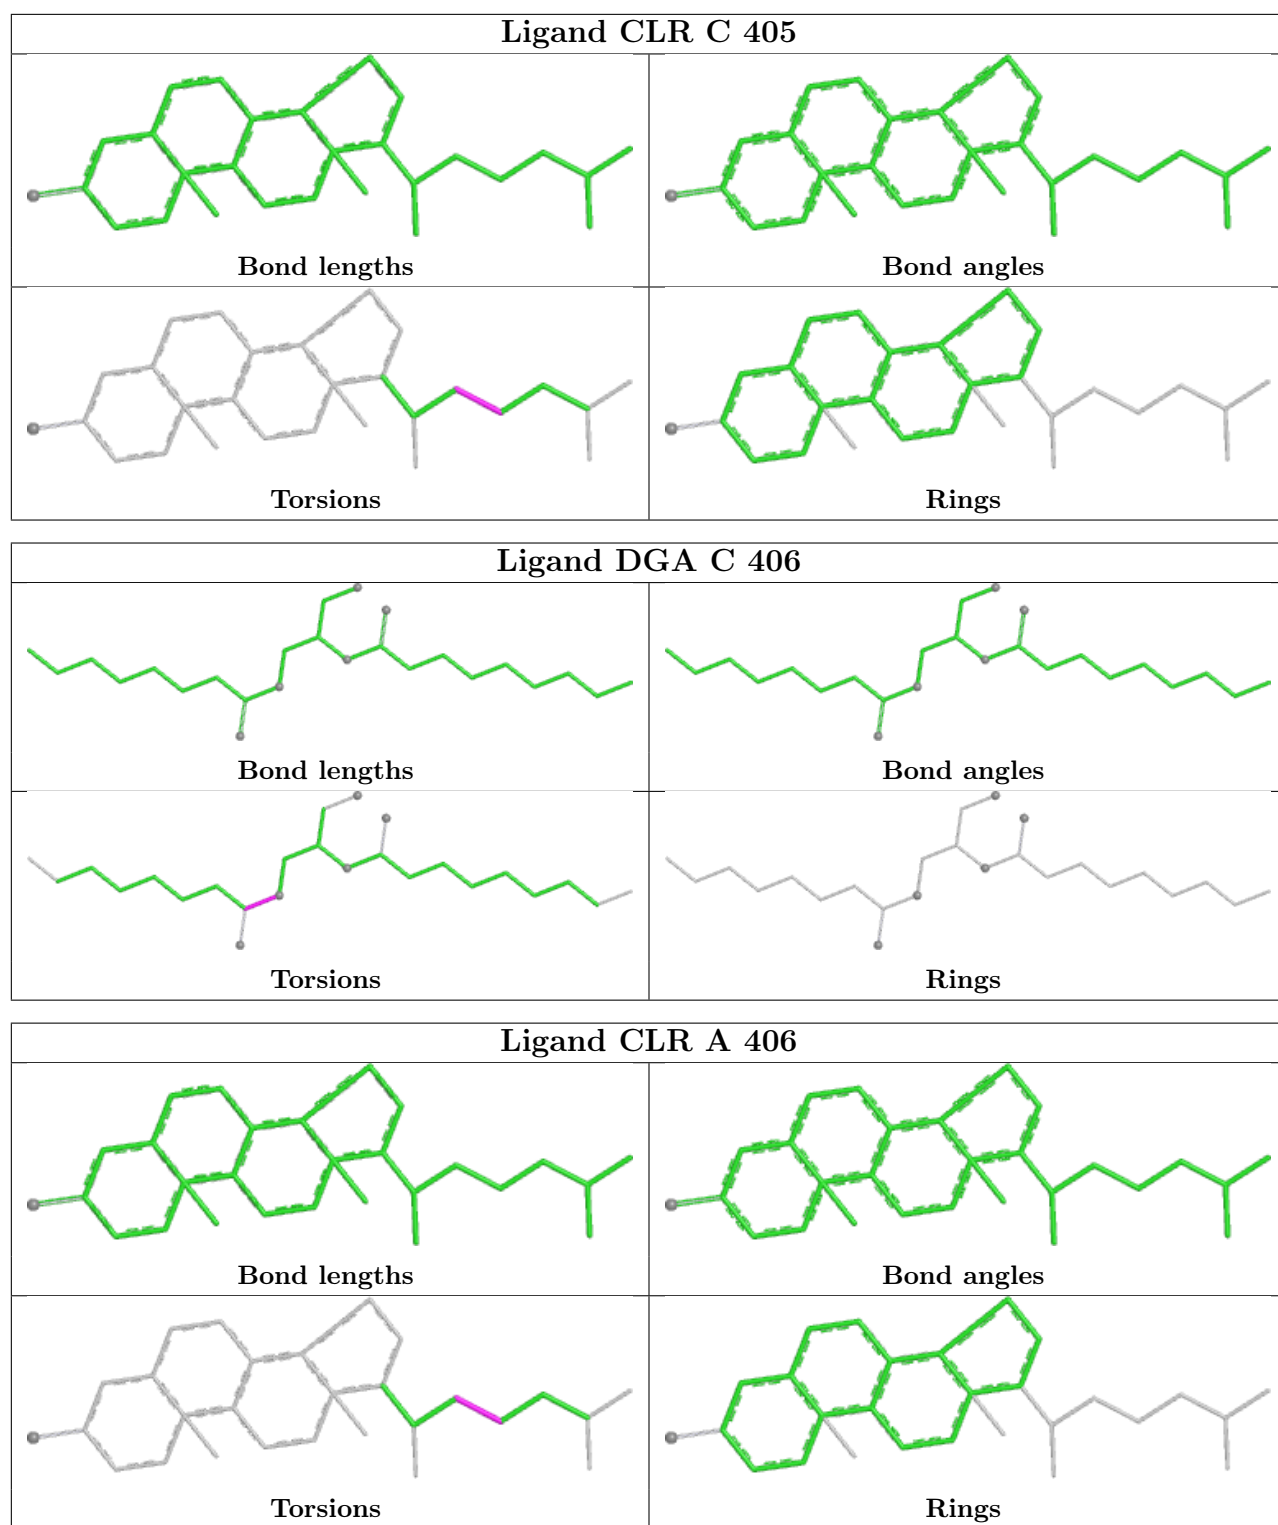 Ligand CLR C 405
Bond lengths
Bond angles
Torsions
Rings
Ligand DGA C 406
Bond lengths
Bond angles
Torsions
Rings
Ligand CLR A 406
Bond lengths
Bond angles
Torsions
Rings